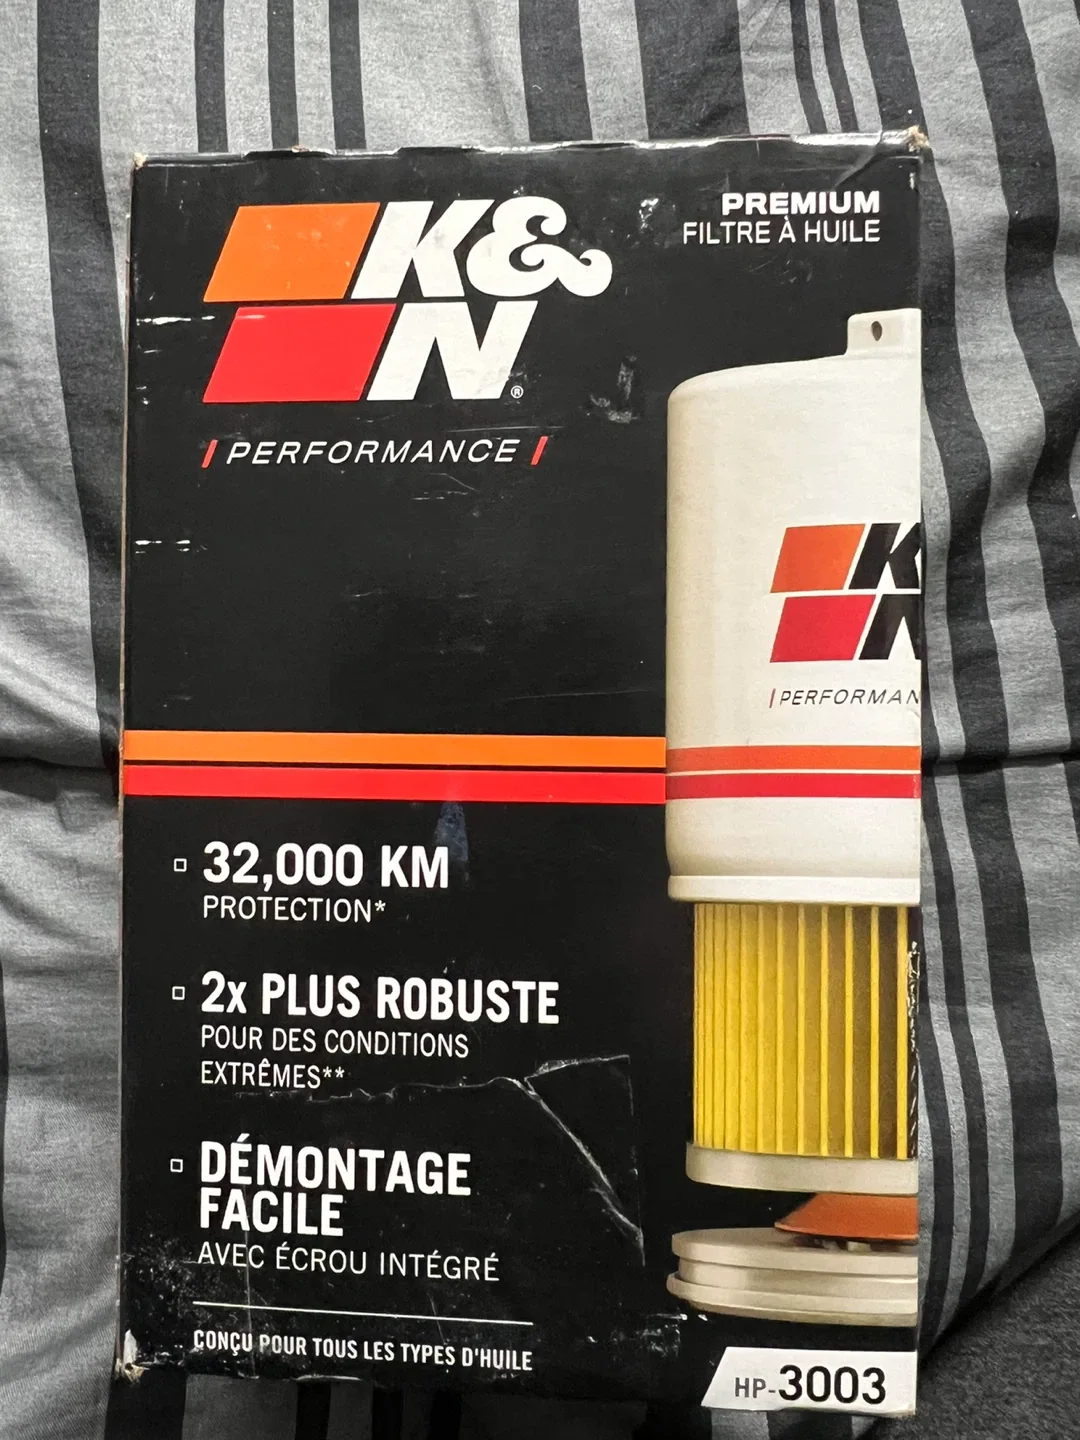 K&
N®
/ PERFORMANCE /
PREMIUM
FILTRE À HUILE
K
N
| PERFORMAN
32,000 KM
PROTECTION*
2x PLUS ROBUSTE
POUR DES CONDITIONS
EXTRÊMES**
DÉMONTAGE
FACILE
AVEC ÉCROU INTÉGRÉ
CONÇU POUR TOUS LES TYPES D'HUILE
HP-3003